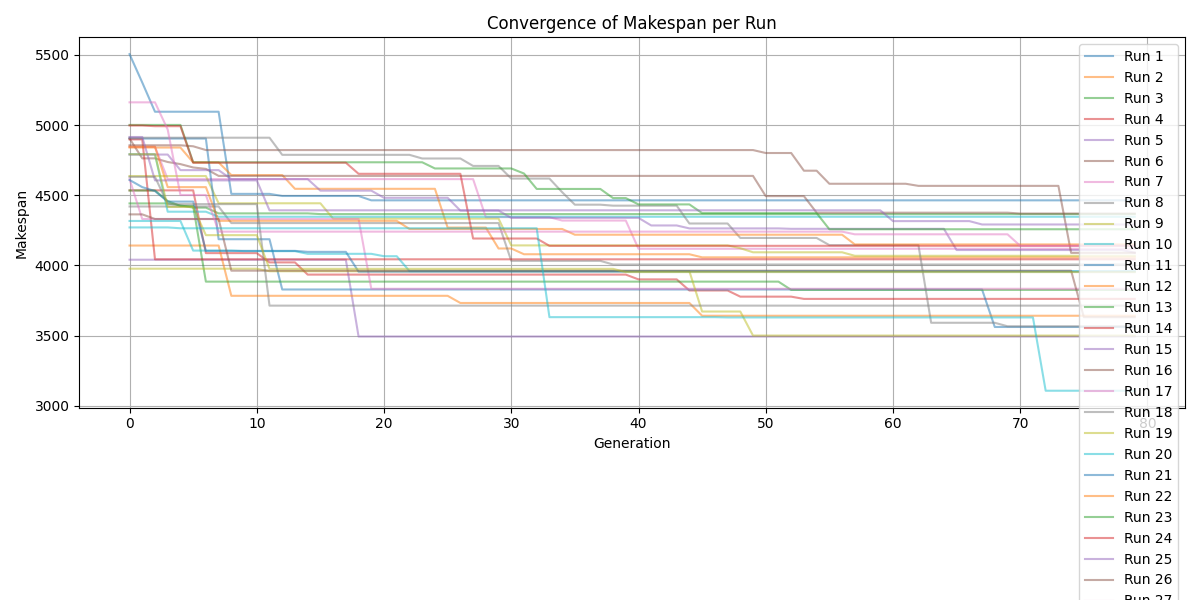 Convergence of Makespan per Run
Makespan
5500
5000
4500
4000
3500
3000
0 10 20 30 40 50 60 70 80
Generation
Run 1
Run 2
Run 3
Run 4
Run 5
Run 6
Run 7
Run 8
Run 9
Run 10
Run 11
Run 12
Run 13
Run 14
Run 15
Run 16
Run 17
Run 18
Run 19
Run 20
Run 21
Run 22
Run 23
Run 24
Run 25
Run 26
Run 27